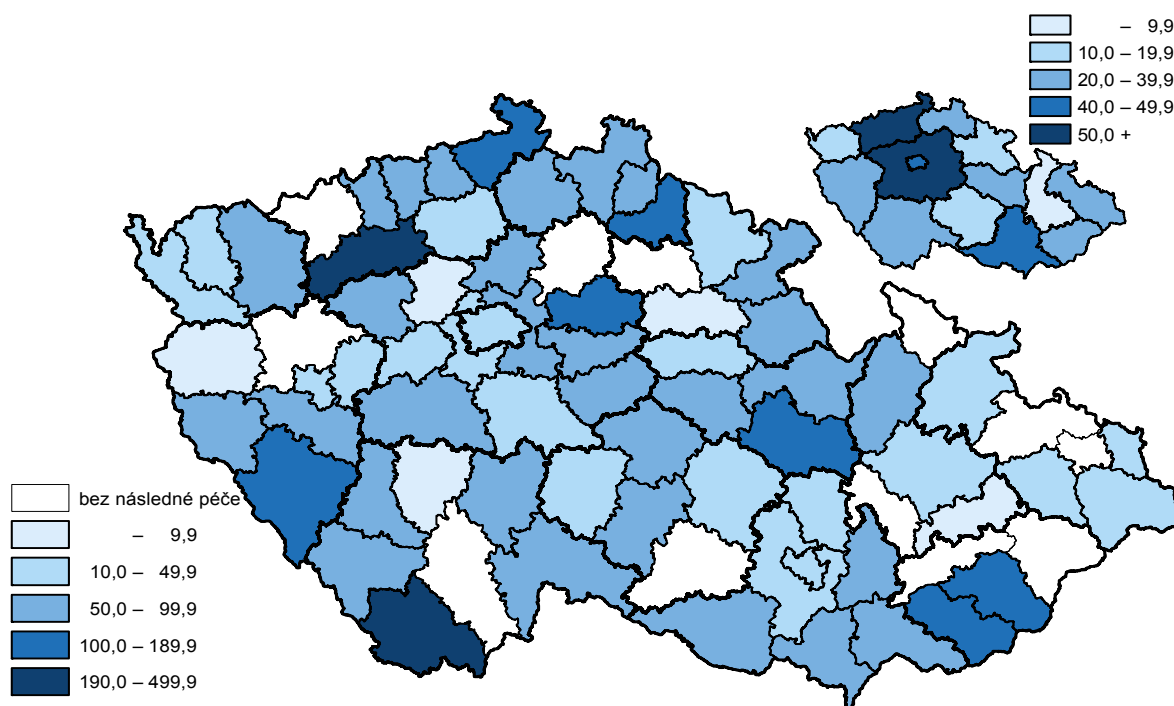 – 9,9
10,0 – 19,9
20,0 – 39,9
40,0 – 49,9
50,0 +
bez následné péče
– 9,9
10,0 – 49,9
50,0 – 99,9
100,0 – 189,9
190,0 – 499,9